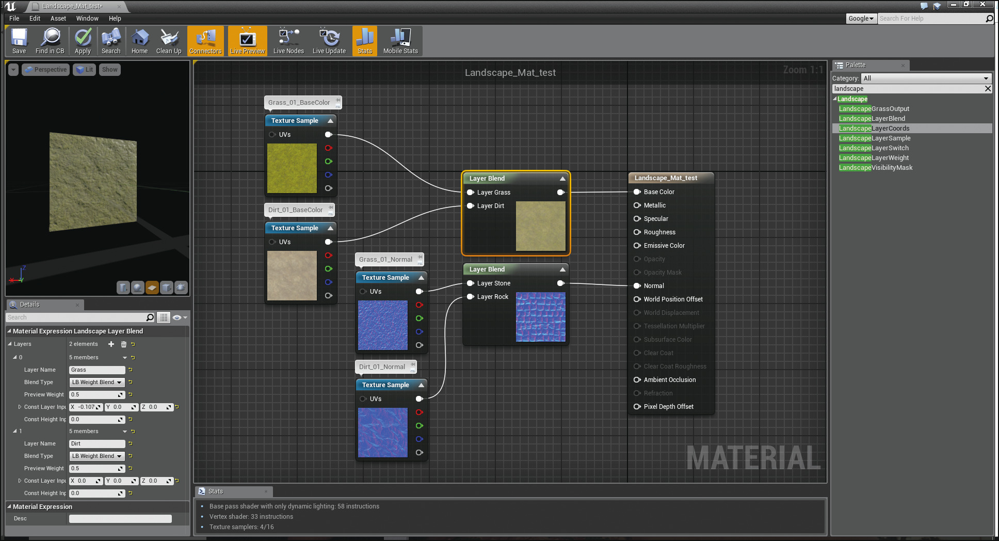 Landscape_Mat_test*
File Edit Asset Window Help
Google
Search For Help
Save
Find in CB
Apply
Search
Home
Clean Up
Connectors
Live Preview
Live Nodes
Live Update
Stats
Mobile Stats
Perspective
Lit
Show
X
Y
Z
Details
Search
Material Expression Landscape Layer Blend
Layers 2 elements
0 5 members
Layer Name Grass
Blend Type LB Weight Blend
Preview Weight 0.5
Const Layer Inpu X -0.107 Y 0.0 Z 0.0
Const Height Inp 0.0
1 5 members
Layer Name Dirt
Blend Type LB Weight Blend
Preview Weight 0.5
Const Layer Inpu X 0.0 Y 0.0 Z 0.0
Const Height Inp 0.0
Material Expression
Desc
Landscape_Mat_test
Zoom 1:1
Grass_01_BaseColor
Texture Sample
UVs
Dirt_01_BaseColor
Texture Sample
UVs
Grass_01_Normal
Texture Sample
UVs
Dirt_01_Normal
Texture Sample
UVs
Layer Blend
Layer Grass
Layer Dirt
Layer Blend
Layer Stone
Layer Rock
Landscape_Mat_test
Base Color
Metallic
Specular
Roughness
Emissive Color
Opacity
Opacity Mask
Normal
World Position Offset
World Displacement
Tessellation Multiplier
Subsurface Color
Clear Coat
Clear Coat Roughness
Ambient Occlusion
Refraction
Pixel Depth Offset
MATERIAL
Stats
Base pass shader with only dynamic lighting: 58 instructions
Vertex shader: 33 instructions
Texture samplers: 4/16
Palette
Category: All
landscape
Landscape
LandscapeGrassOutput
LandscapeLayerBlend
LandscapeLayerCoords
LandscapeLayerSample
LandscapeLayerSwitch
LandscapeLayerWeight
LandscapeVisibilityMask